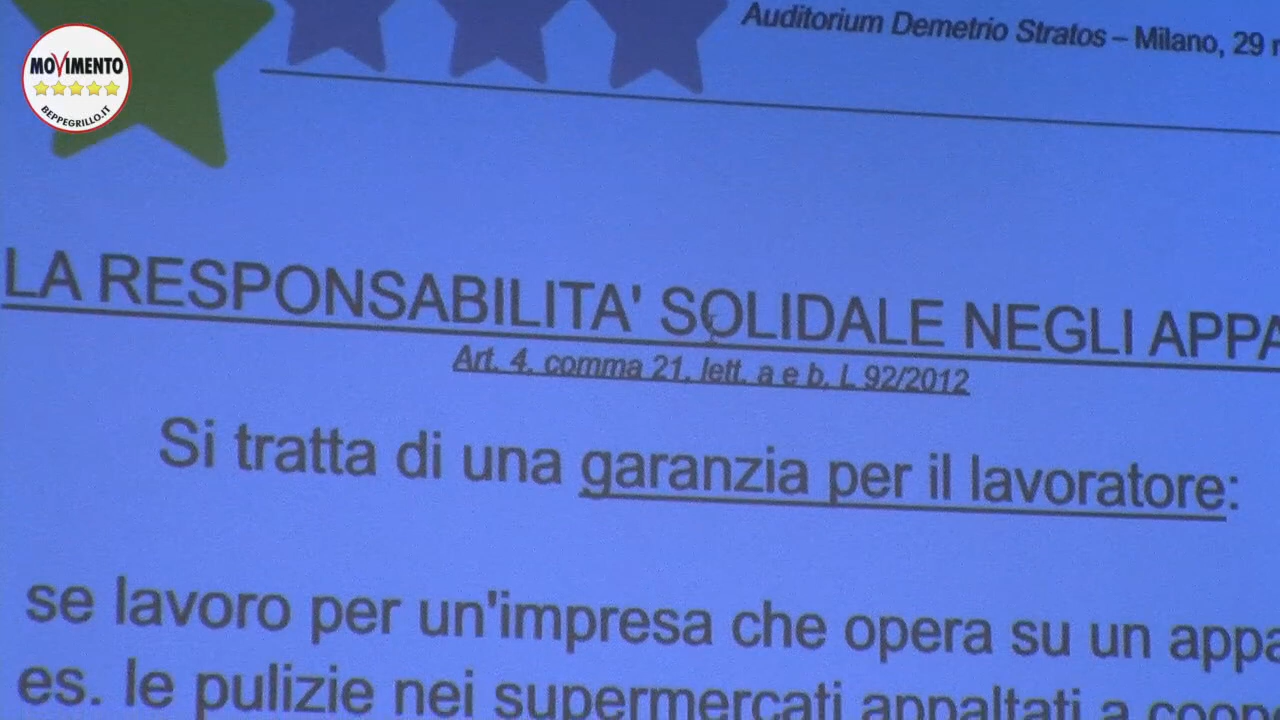 MOVIMENTO
BEPPEGRILLO.IT
Auditorium Demetrio Stratos – Milano, 29
LA RESPONSABILITA' SOLIDALE NEGLI APPA
Art. 4, comma 21, lett. a e b, L 92/2012
Si tratta di una garanzia per il lavoratore:
se lavoro per un'impresa che opera su un appa
es. le pulizie nei supermercati appaltati a coope